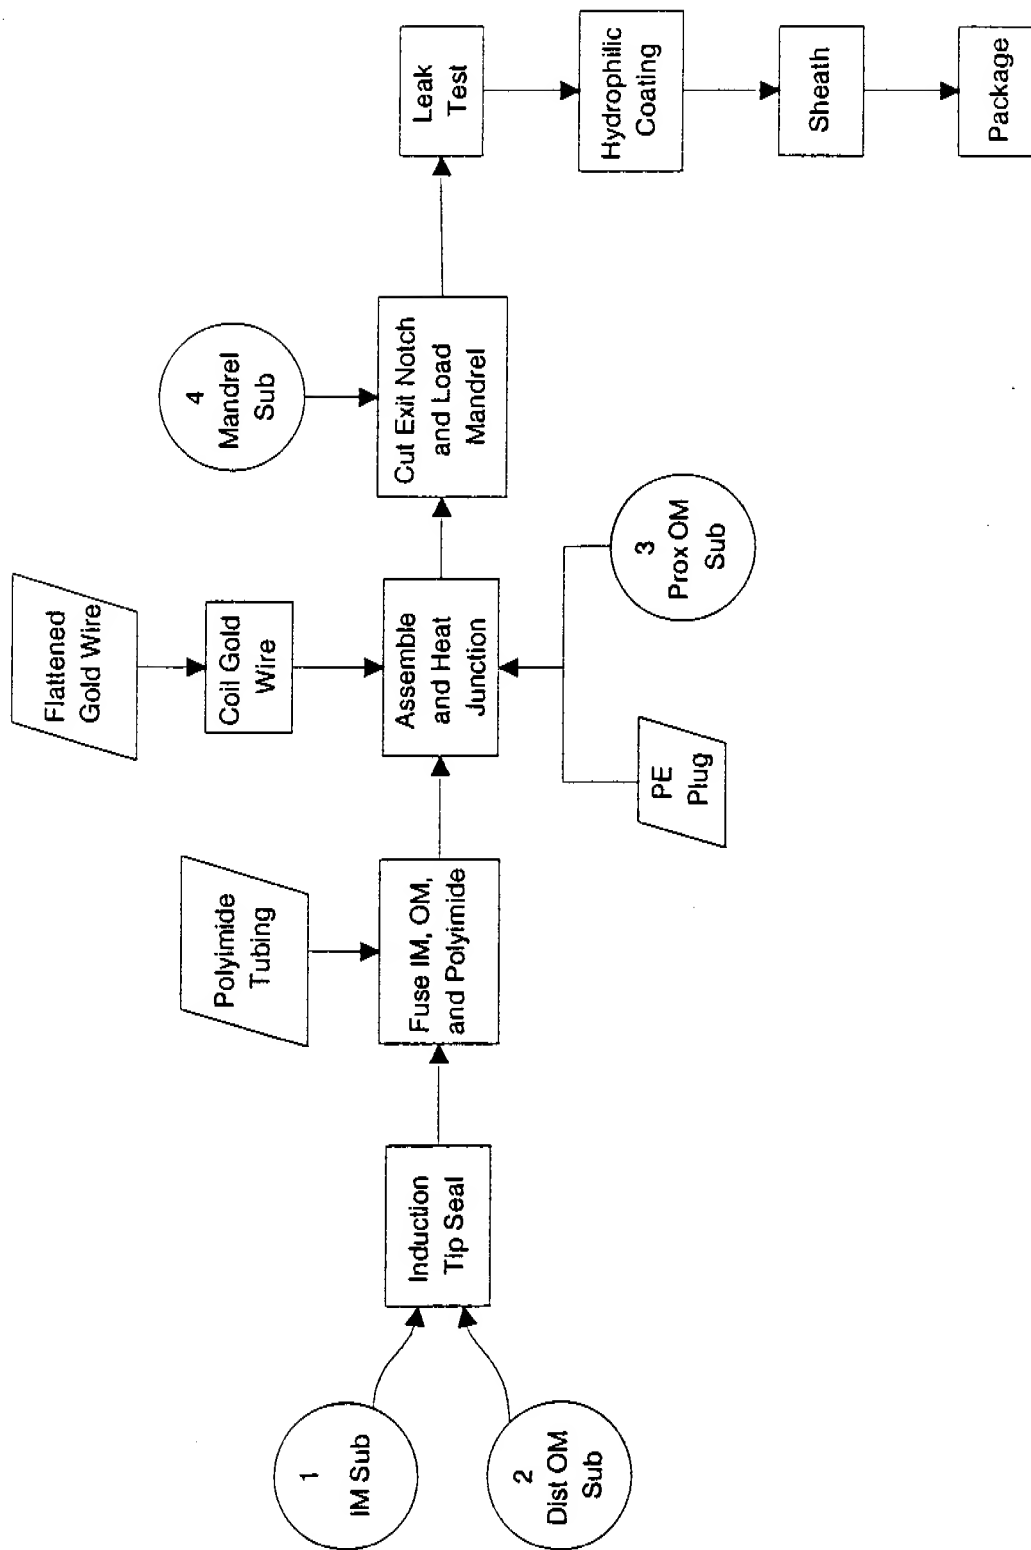 1
IM Sub
2
Dist OM
Sub
Induction
Tip Seal
Polyimide
Tubing
Fuse IM, OM,
and Polyimide
Flattened
Gold Wire
Coil Gold
Wire
Assemble
and Heat
Junction
PE
Plug
3
Prox OM
Sub
4
Mandrel
Sub
Cut Exit Notch
and Load
Mandrel
Leak
Test
Hydrophilic
Coating
Sheath
Package